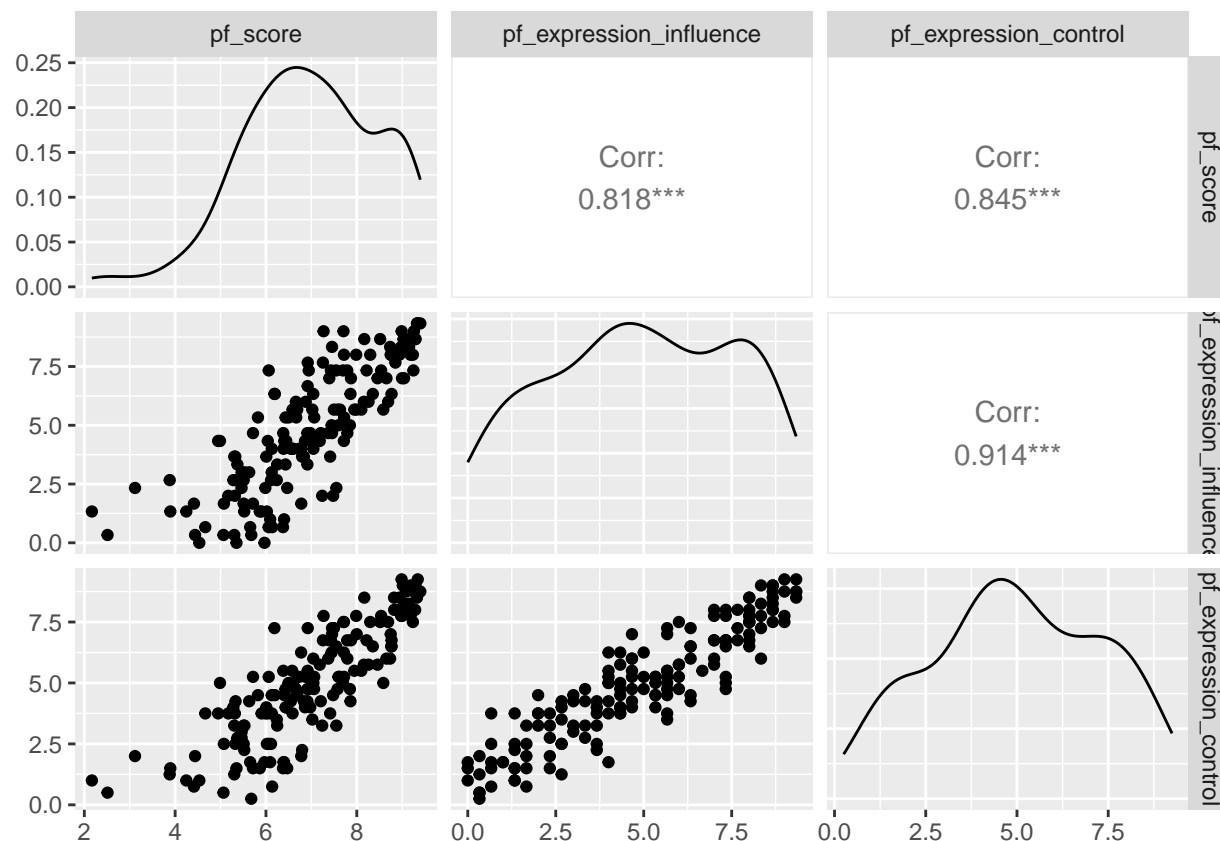 pf_score
pf_expression_influence
pf_expression_control
0.25
0.20
0.15
0.10
0.05
0.00
Corr:
0.818***
Corr:
0.845***
pf_score
7.5
5.0
2.5
0.0
Corr:
0.914***
pf_expression_influence
7.5
5.0
2.5
0.0
pf_expression_control
2 4 6 8
0.0 2.5 5.0 7.5
0.0 2.5 5.0 7.5